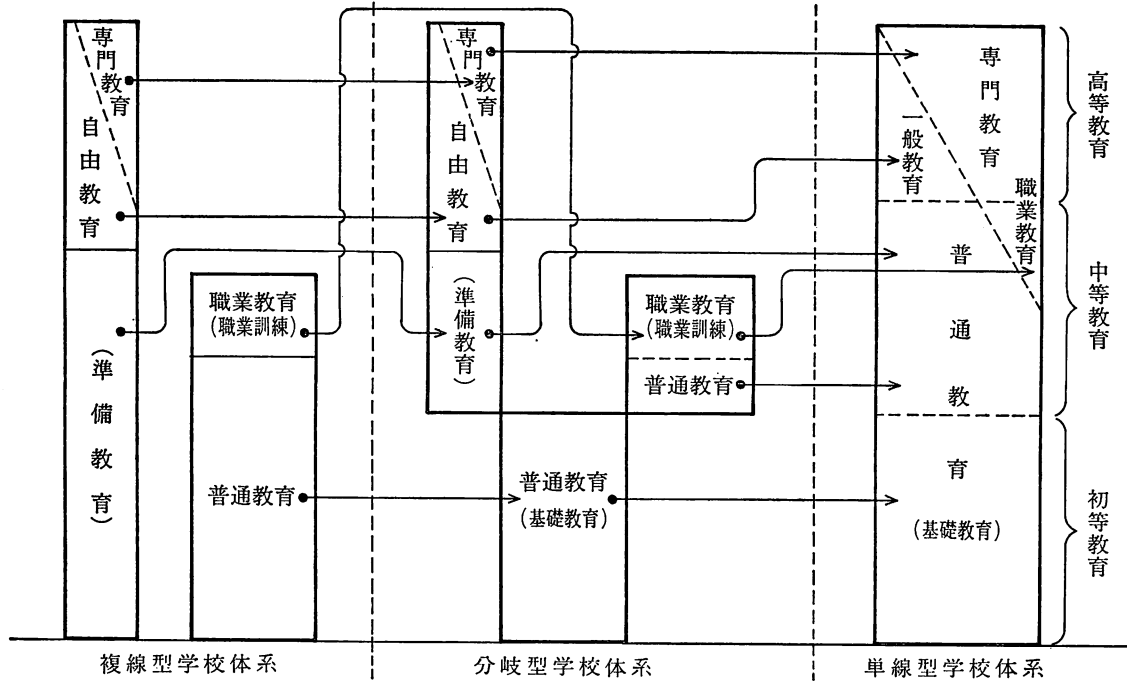 専門教育
自由教育
(準備教育)
職業教育
(職業訓練)
普通教育
複線型学校体系
専門教育
自由教育
(準備教育)
職業教育
(職業訓練)
普通教育
普通教育
(基礎教育)
分岐型学校体系
専門教育
一般教育
職業教育
普通教育
(基礎教育)
単線型学校体系
高等教育
中等教育
初等教育